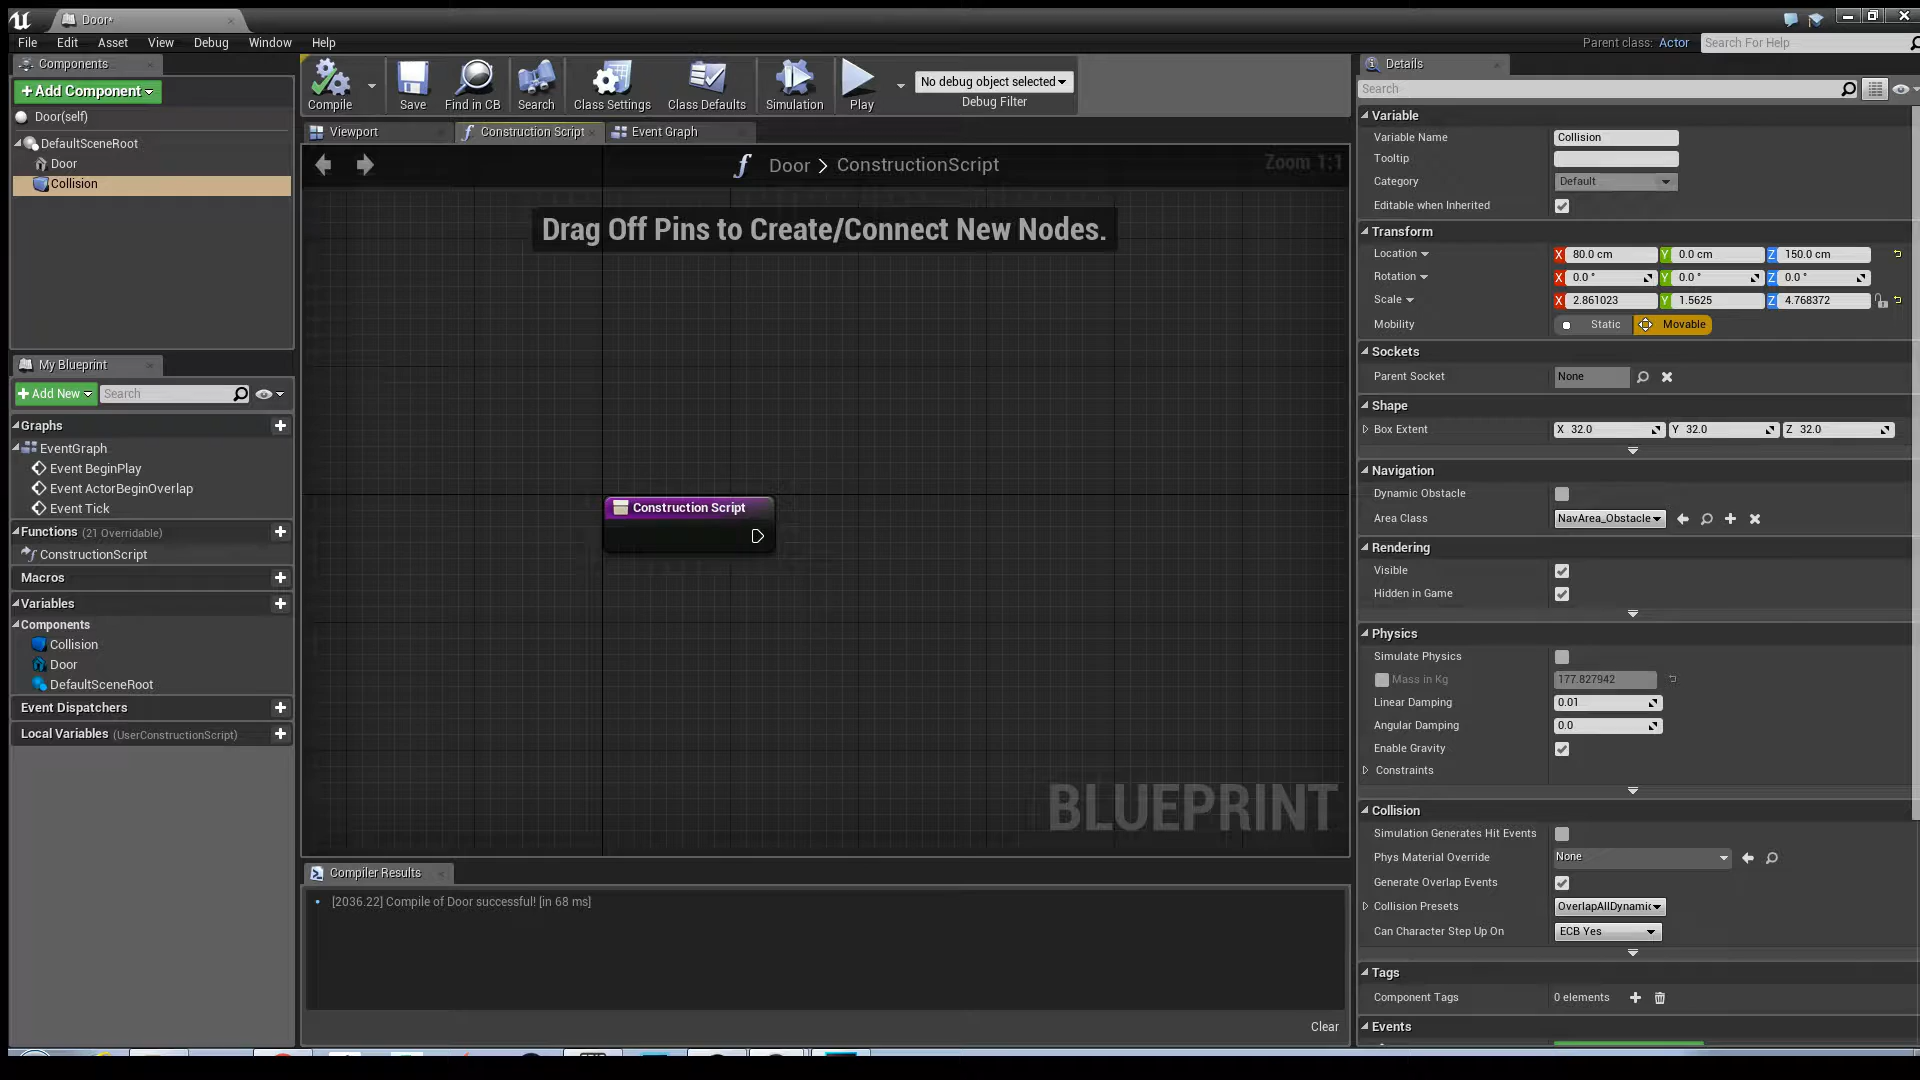 Door*
File Edit Asset View Debug Window Help
Parent class: Actor
Search For Help
Components
+Add Component
Door(self)
DefaultSceneRoot
Door
Collision
My Blueprint
+Add New
Search
Graphs
EventGraph
Event BeginPlay
Event ActorBeginOverlap
Event Tick
Functions (21 Overridable)
ConstructionScript
Macros
Variables
Components
Collision
Door
DefaultSceneRoot
Event Dispatchers
Local Variables (UserConstructionScript)
Compile
Save
Find in CB
Search
Class Settings
Class Defaults
Simulation
Play
No debug object selected
Debug Filter
Viewport
Construction Script
Event Graph
Door > ConstructionScript
Zoom 1:1
Drag Off Pins to Create/Connect New Nodes.
Construction Script
BLUEPRINT
Compiler Results
[2036.22] Compile of Door successful! [in 68 ms]
Clear
Details
Search
Variable
Variable Name Collision
Tooltip
Category Default
Editable when Inherited
Transform
Location X 80.0 cm Y 0.0 cm Z 150.0 cm
Rotation X 0.0 ° Y 0.0 ° Z 0.0 °
Scale X 2.861023 Y 1.5625 Z 4.768372
Mobility Static Movable
Sockets
Parent Socket None
Shape
Box Extent X 32.0 Y 32.0 Z 32.0
Navigation
Dynamic Obstacle
Area Class NavArea_Obstacle
Rendering
Visible
Hidden in Game
Physics
Simulate Physics
Mass in Kg 177.827942
Linear Damping 0.01
Angular Damping 0.0
Enable Gravity
Constraints
Collision
Simulation Generates Hit Events
Phys Material Override None
Generate Overlap Events
Collision Presets OverlapAllDynamic
Can Character Step Up On ECB Yes
Tags
Component Tags 0 elements
Events